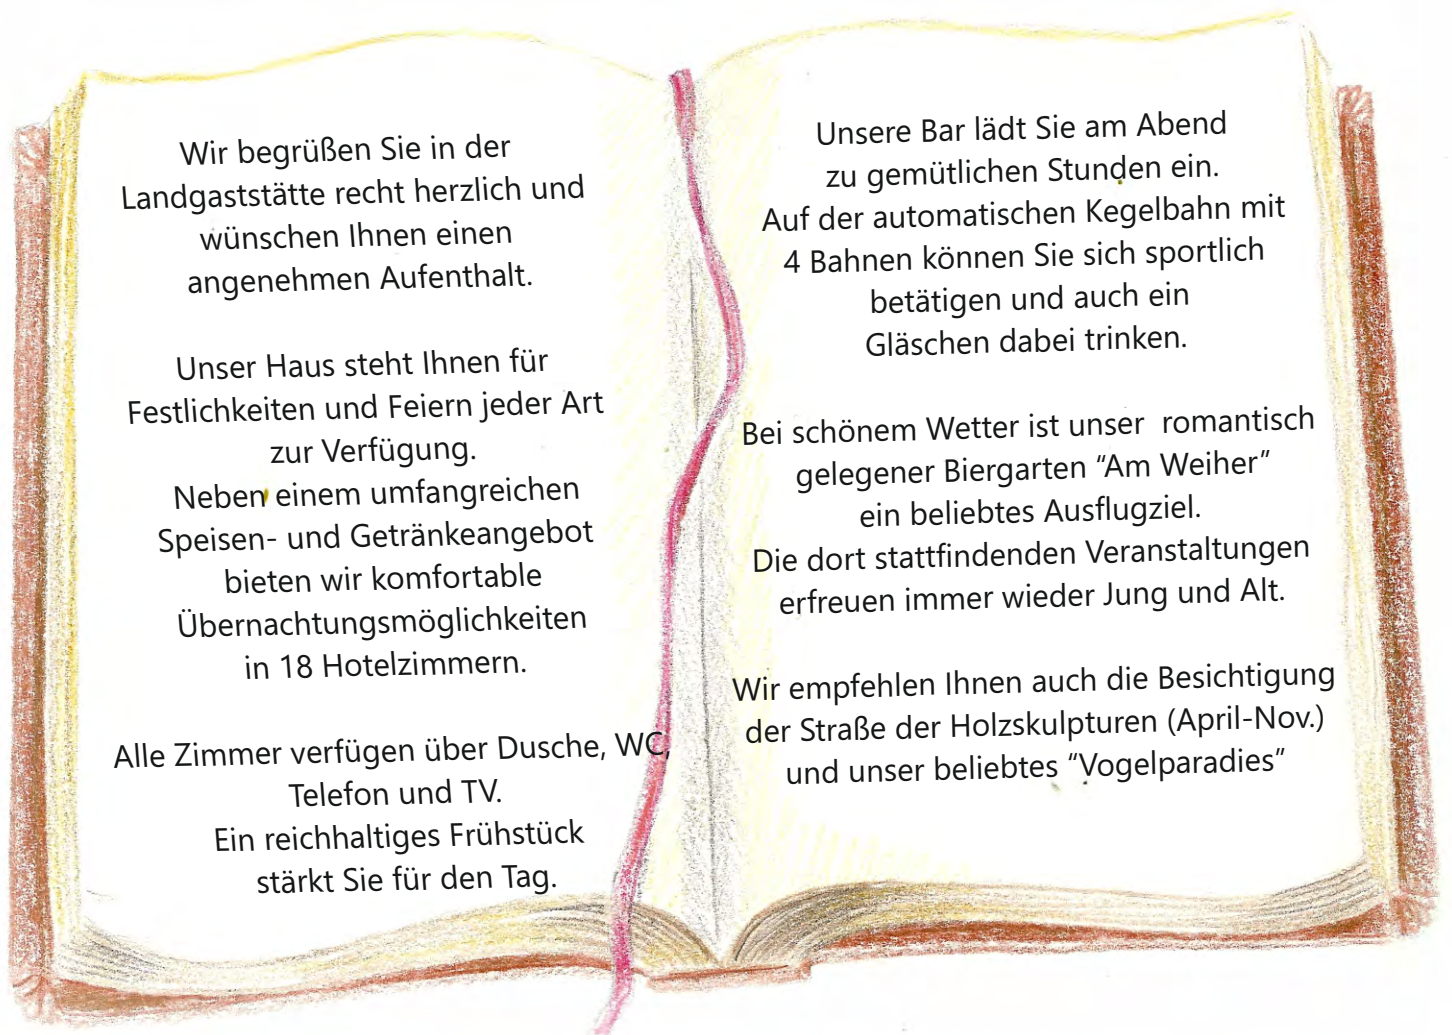 Wir begrüßen Sie in der
Landgaststätte recht herzlich und
wünschen Ihnen einen
angenehmen Aufenthalt.
Unser Haus steht Ihnen für
Festlichkeiten und Feiern jeder Art
zur Verfügung.
Neben einem umfangreichen
Speisen- und Getränkeangebot
bieten wir komfortable
Übernachtungsmöglichkeiten
in 18 Hotelzimmern.
Alle Zimmer verfügen über Dusche, WC,
Telefon und TV.
Ein reichhaltiges Frühstück
stärkt Sie für den Tag.
Unsere Bar lädt Sie am Abend
zu gemütlichen Stunden ein.
Auf der automatischen Kegelbahn mit
4 Bahnen können Sie sich sportlich
betätigen und auch ein
Gläschen dabei trinken.
Bei schönem Wetter ist unser  romantisch
gelegener Biergarten “Am Weiher”
ein beliebtes Ausflugziel.
Die dort stattfindenden Veranstaltungen
erfreuen immer wieder Jung und Alt.
Wir empfehlen Ihnen auch die Besichtigung
der Straße der Holzskulpturen (April-Nov.)
und unser beliebtes “Vogelparadies”